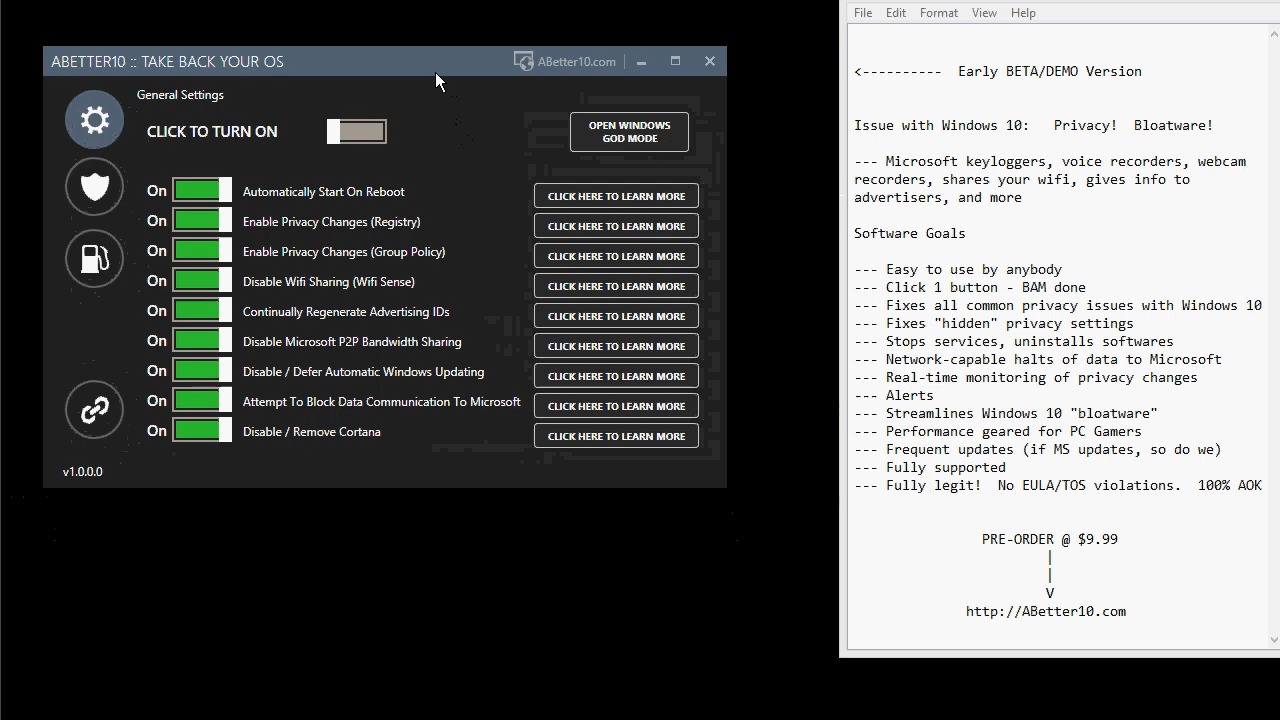 ABETTER10 :: TAKE BACK YOUR OS
ABetter10.com
General Settings
CLICK TO TURN ON
OPEN WINDOWS
GOD MODE
On Automatically Start On Reboot CLICK HERE TO LEARN MORE
On Enable Privacy Changes (Registry) CLICK HERE TO LEARN MORE
On Enable Privacy Changes (Group Policy) CLICK HERE TO LEARN MORE
On Disable Wifi Sharing (Wifi Sense) CLICK HERE TO LEARN MORE
On Continually Regenerate Advertising IDs CLICK HERE TO LEARN MORE
On Disable Microsoft P2P Bandwidth Sharing CLICK HERE TO LEARN MORE
On Disable / Defer Automatic Windows Updating CLICK HERE TO LEARN MORE
On Attempt To Block Data Communication To Microsoft CLICK HERE TO LEARN MORE
On Disable / Remove Cortana CLICK HERE TO LEARN MORE
v1.0.0.0
File Edit Format View Help
<---------- Early BETA/DEMO Version
Issue with Windows 10: Privacy! Bloatware!
--- Microsoft keyloggers, voice recorders, webcam
recorders, shares your wifi, gives info to
advertisers, and more
Software Goals
--- Easy to use by anybody
--- Click 1 button - BAM done
--- Fixes all common privacy issues with Windows 10
--- Fixes "hidden" privacy settings
--- Stops services, uninstalls softwares
--- Network-capable halts of data to Microsoft
--- Real-time monitoring of privacy changes
--- Alerts
--- Streamlines Windows 10 "bloatware"
--- Performance geared for PC Gamers
--- Frequent updates (if MS updates, so do we)
--- Fully supported
--- Fully legit! No EULA/TOS violations. 100% AOK
PRE-ORDER @ $9.99
|
|
V
http://ABetter10.com